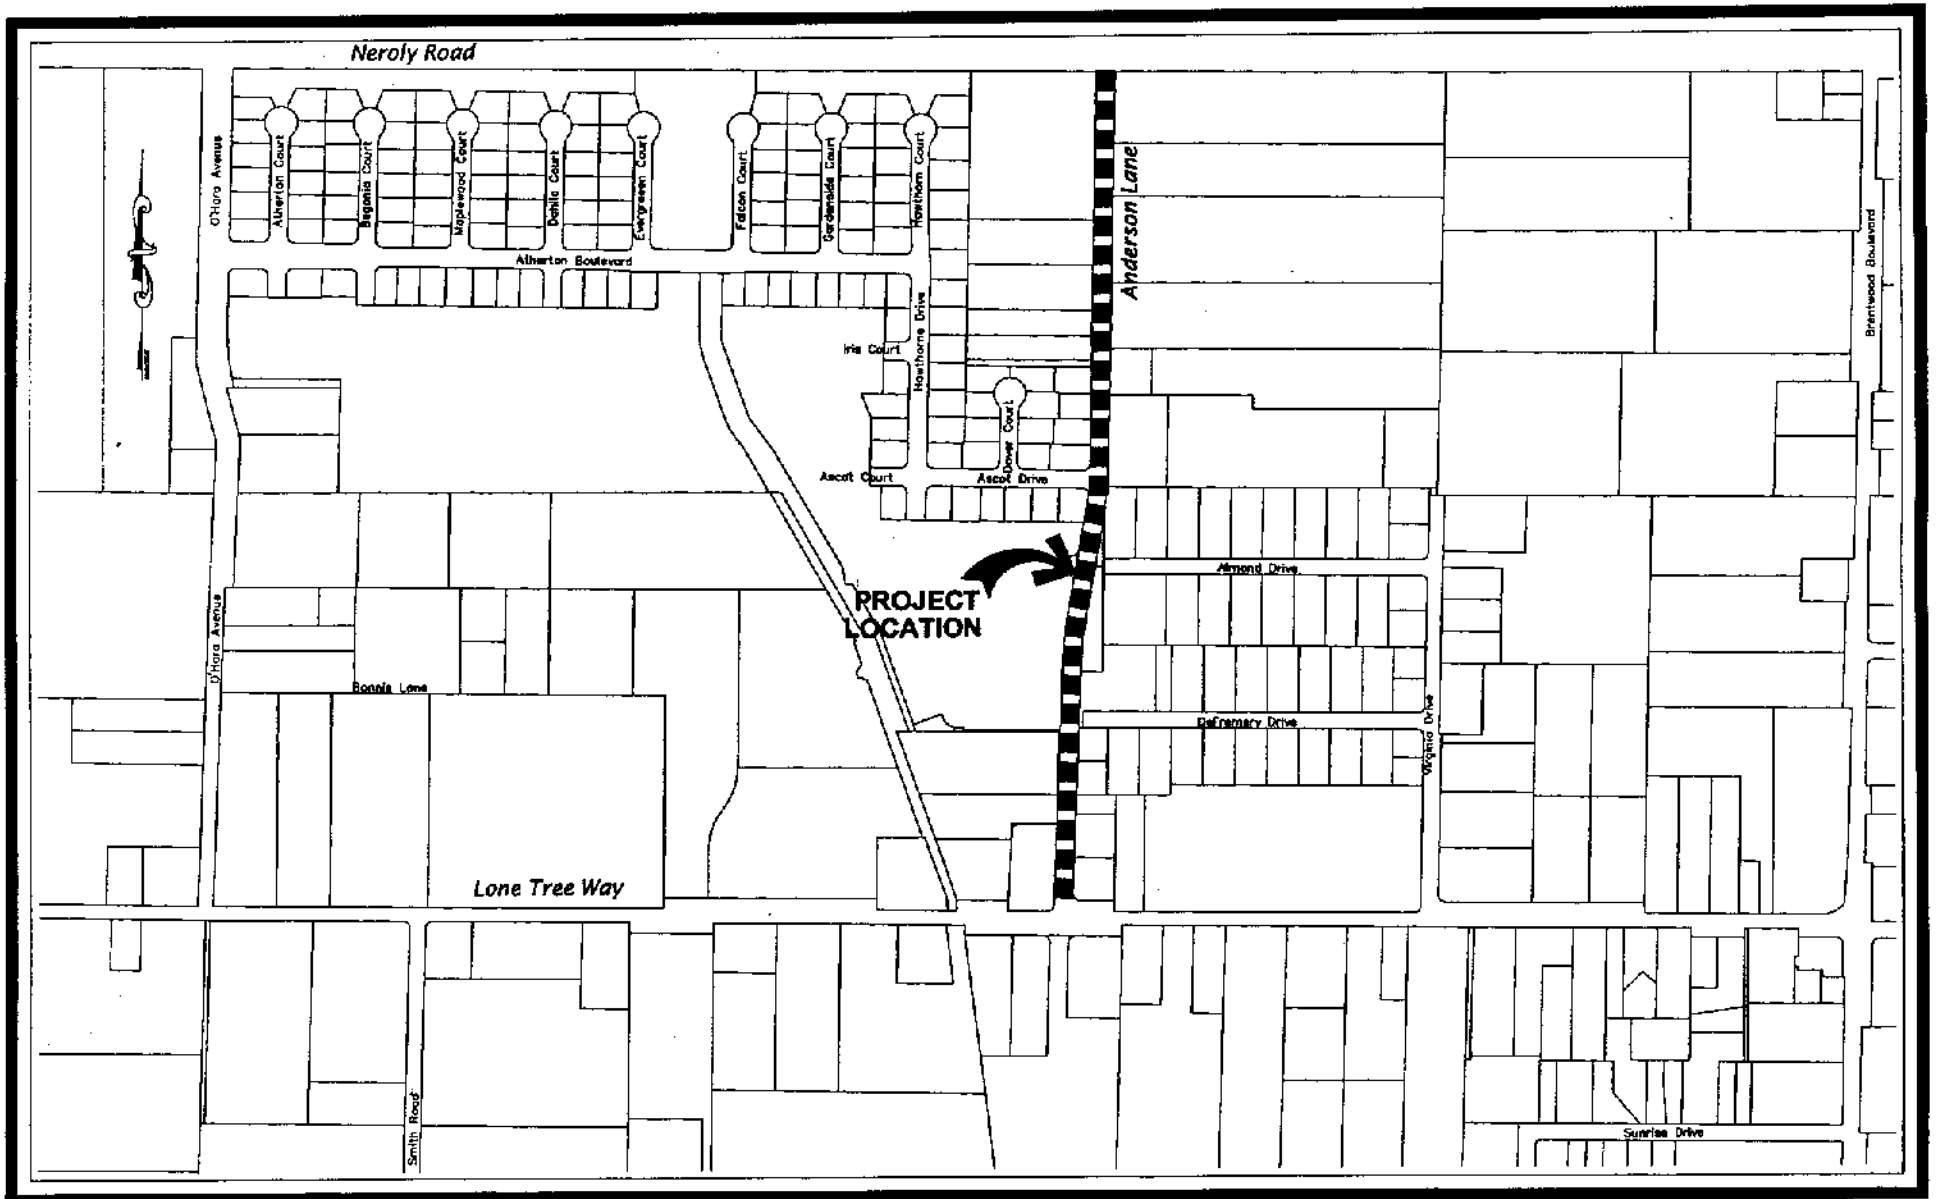 Neroly Road
O'Hara Avenue
Atherton Court
Begonia Court
Maplewood Court
Dahlia Court
Evergreen Court
Falcon Court
Gardenside Court
Hawthorn Court
Anderson Lane
Brentwood Boulevard
Atherton Boulevard
Hawthorne Drive
Iris Court
Dover Court
Ascot Court
Ascot Drive
Almond Drive
PROJECT
LOCATION
O'Hara Avenue
Bonnie Lane
DeFremery Drive
Virginia Drive
Lone Tree Way
Smith Road
Sunrise Drive